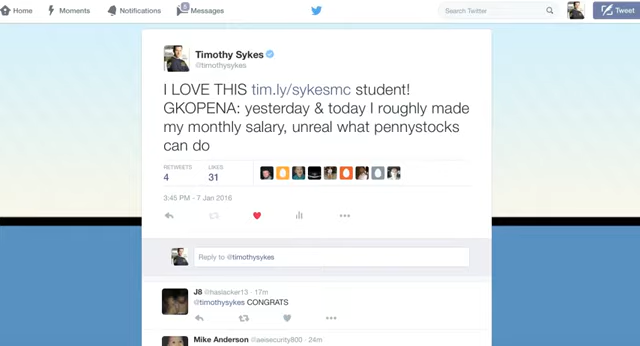 Home Moments Notifications 5 Messages Search Twitter Tweet
Timothy Sykes
@timothysykes
I LOVE THIS tim.ly/sykesmc student!
GKOPENA: yesterday & today I roughly made
my monthly salary, unreal what pennystocks
can do
RETWEETS LIKES
4 31
3:45 PM - 7 Jan 2016
Reply to @timothysykes
J8 @haslacker13 · 17m
@timothysykes CONGRATS
Mike Anderson @aeksecurity800 · 24m